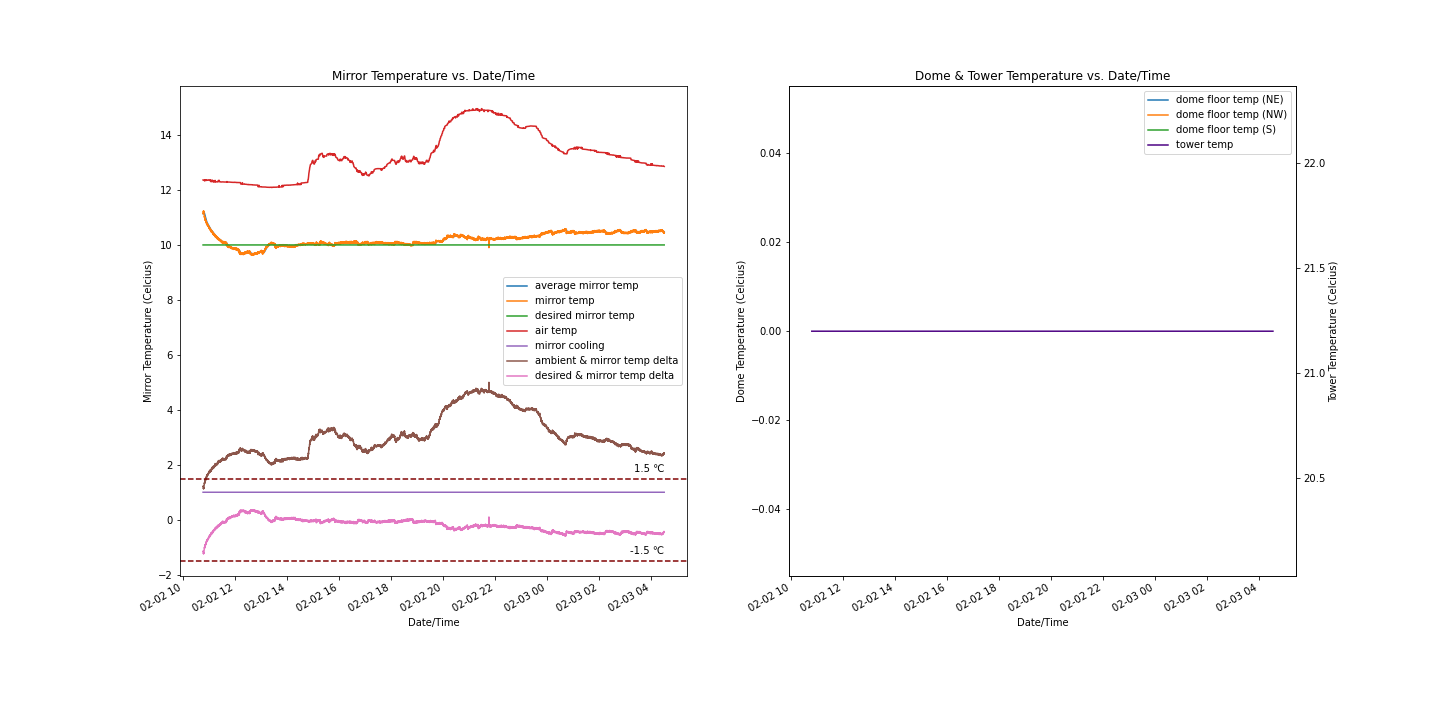 Mirror Temperature vs. Date/Time
Mirror Temperature (Celcius)
14
12
10
8
6
4
2
0
−2
average mirror temp
mirror temp
desired mirror temp
air temp
mirror cooling
ambient & mirror temp delta
desired & mirror temp delta
1.5 ℃
-1.5 ℃
02-02 10
02-02 12
02-02 14
02-02 16
02-02 18
02-02 20
02-02 22
02-03 00
02-03 02
02-03 04
Date/Time
Dome & Tower Temperature vs. Date/Time
Dome Temperature (Celcius)
0.04
0.02
0.00
−0.02
−0.04
dome floor temp (NE)
dome floor temp (NW)
dome floor temp (S)
tower temp
22.0
21.5
21.0
20.5
Tower Temperature (Celcius)
02-02 10
02-02 12
02-02 14
02-02 16
02-02 18
02-02 20
02-02 22
02-03 00
02-03 02
02-03 04
Date/Time